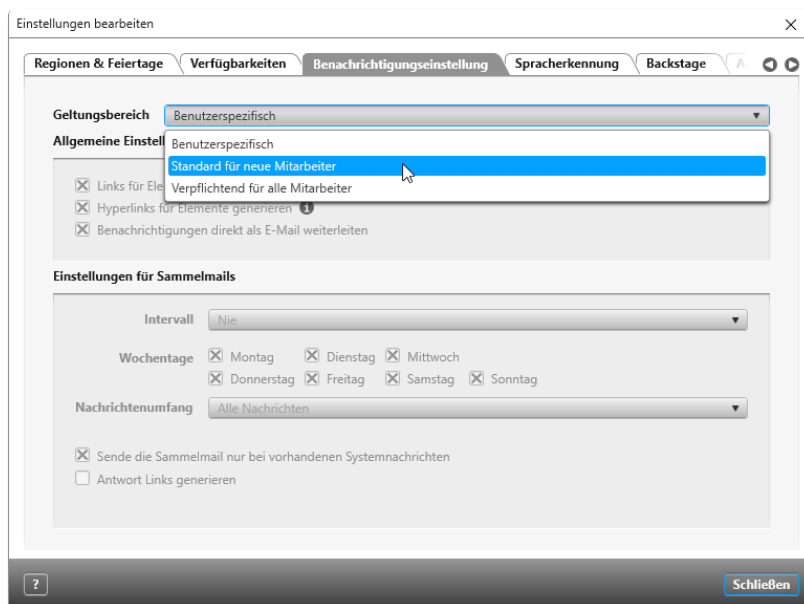 Einstellungen bearbeiten
Regionen & Feiertage Verfügbarkeiten Benachrichtigungseinstellung Spracherkennung Backstage
Geltungsbereich Benutzerspezifisch
Allgemeine Einstell
Benutzerspezifisch
Standard für neue Mitarbeiter
Verpflichtend für alle Mitarbeiter
Links für Ele
Hyperlinks für Elemente generieren
Benachrichtigungen direkt als E-Mail weiterleiten
Einstellungen für Sammelmails
Intervall Nie
Wochentage Montag Dienstag Mittwoch
Donnerstag Freitag Samstag Sonntag
Nachrichtenumfang Alle Nachrichten
Sende die Sammelmail nur bei vorhandenen Systemnachrichten
Antwort Links generieren
? Schließen